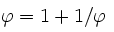 φ = 1 + 1/φ